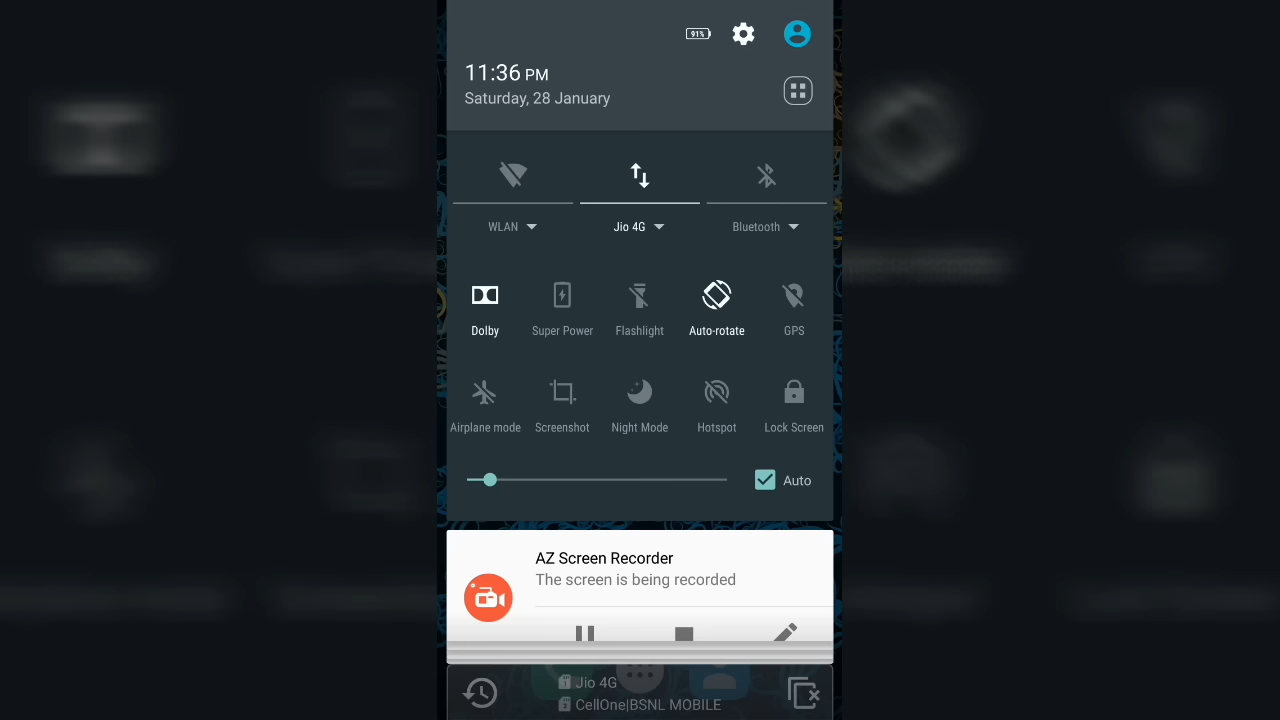 91%
11:36 PM
Saturday, 28 January
WLAN
Jio 4G
Bluetooth
Dolby
Super Power
Flashlight
Auto-rotate
GPS
Airplane mode
Screenshot
Night Mode
Hotspot
Lock Screen
Auto
AZ Screen Recorder
The screen is being recorded
Jio 4G
CellOne|BSNL MOBILE